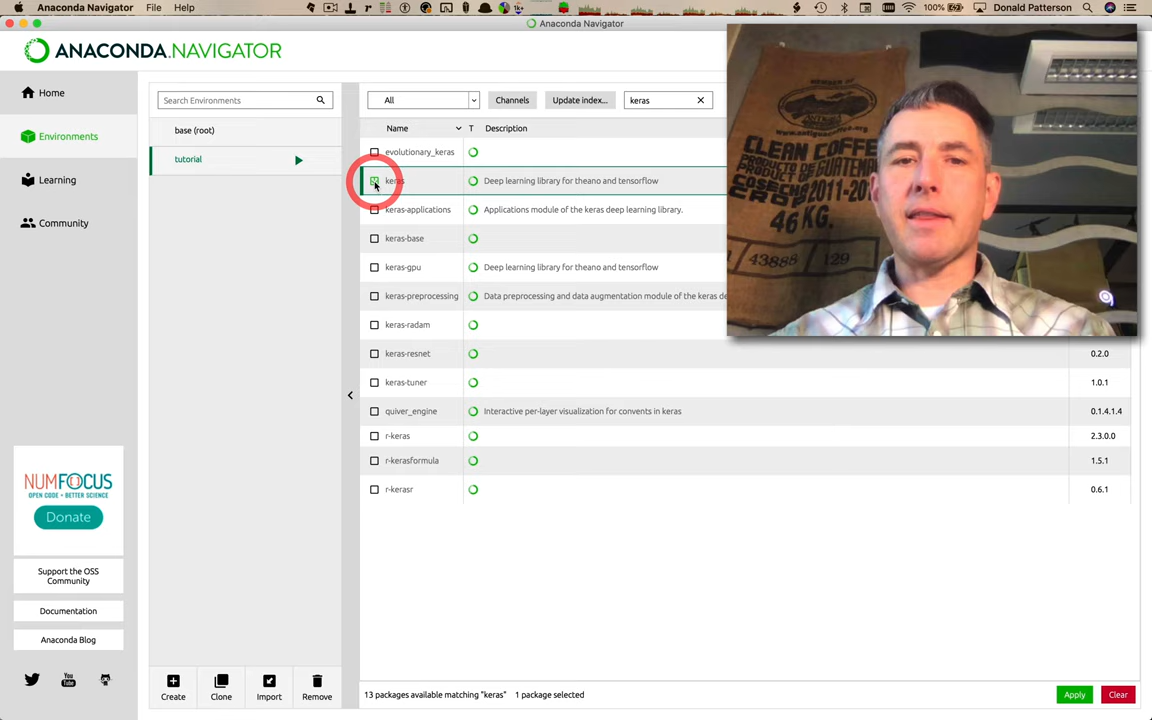 Anaconda Navigator File Help
100% Donald Patterson
Anaconda Navigator
ANACONDA.NAVIGATOR
Home
Environments
Learning
Community
NUMFOCUS
OPEN CODE = BETTER SCIENCE
Donate
Support the OSS
Community
Documentation
Anaconda Blog
Search Environments
base (root)
tutorial
Create
Clone
Import
Remove
All
Channels
Update index...
keras
Name
T
Description
evolutionary_keras
keras
Deep learning library for theano and tensorflow
keras-applications
Applications module of the keras deep learning library.
keras-base
keras-gpu
Deep learning library for theano and tensorflow
keras-preprocessing
Data preprocessing and data augmentation module of the keras de
keras-radam
keras-resnet
0.2.0
keras-tuner
1.0.1
quiver_engine
Interactive per-layer visualization for convents in keras
0.1.4.1.4
r-keras
2.3.0.0
r-kerasformula
1.5.1
r-kerasr
0.6.1
13 packages available matching "keras" 1 package selected
Apply
Clear
CLEAN COFFEE
PRODUCTO DE GUATEMALA
COSECHA 2011-201
46 KG.
43888
129